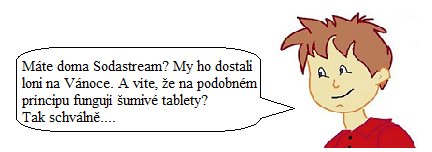 Máte doma Sodastream? My ho dostali
loni na Vánoce. A víte, že na podobném
principu fungují šumivé tablety?
Tak schválně....